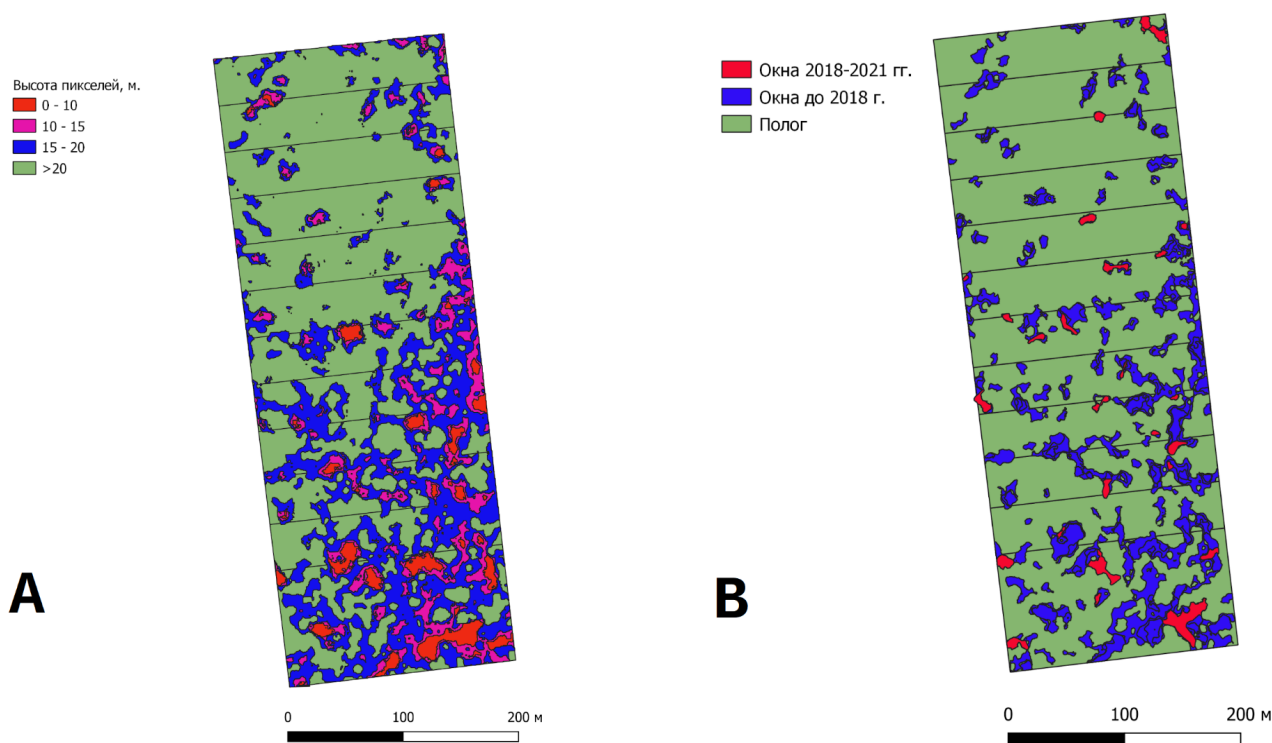 Высота пикселей, м.
0 - 10
10 - 15
15 - 20
>20
A
0 100 200 м
Окна 2018-2021 гг.
Окна до 2018 г.
Полог
B
0 100 200 м